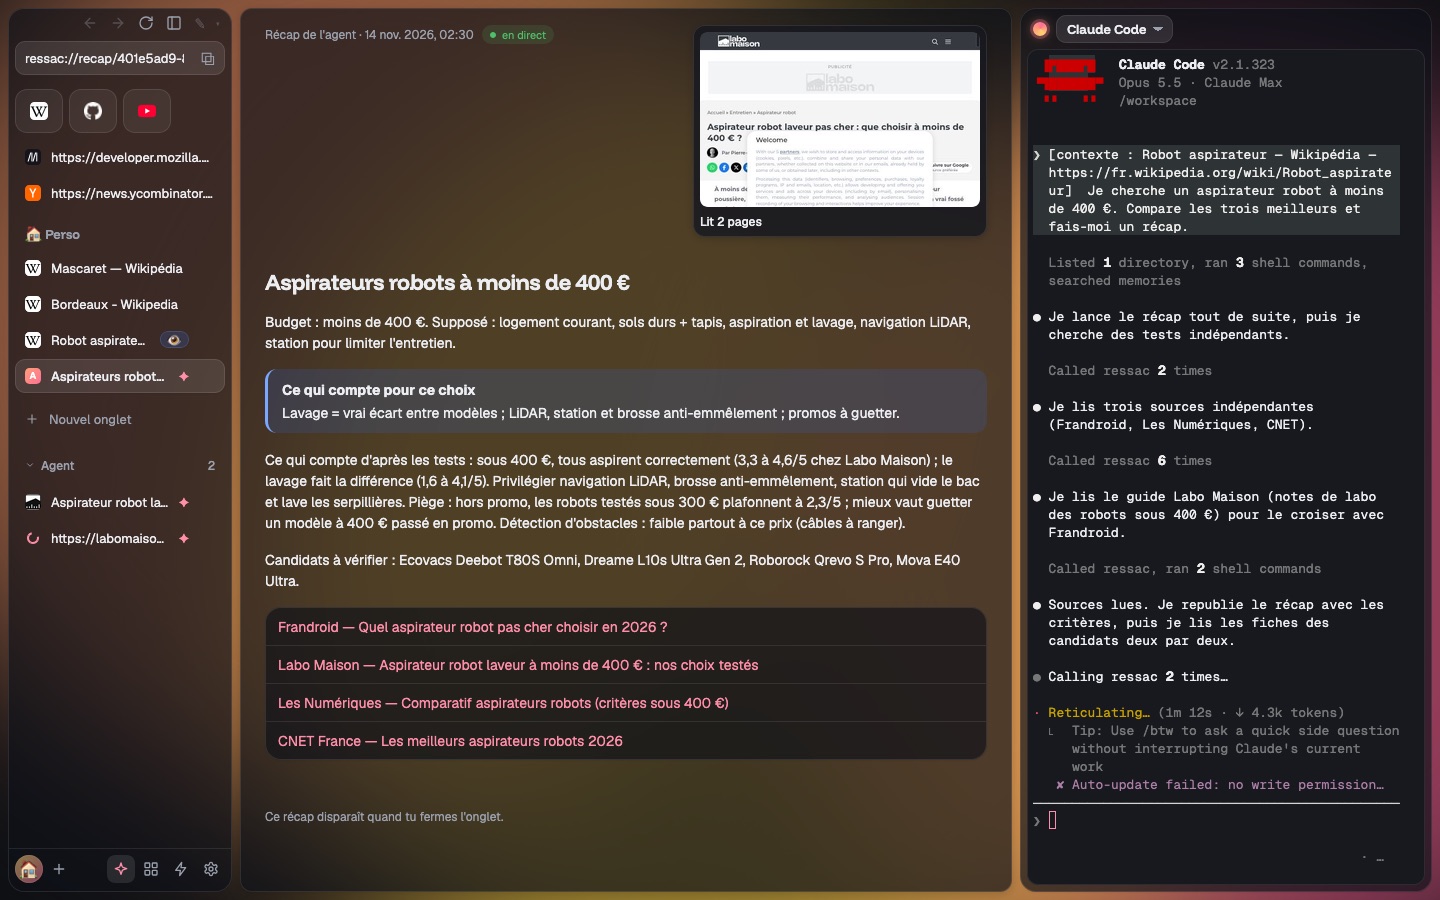 ressac://recap/401e5ad9-
https://developer.mozilla....
https://news.ycombinator....
Perso
Mascaret — Wikipédia
Bordeaux - Wikipedia
Robot aspirate...
Aspirateurs robot...
Nouvel onglet
Agent 2
Aspirateur robot la...
https://labomaiso...
Récap de l'agent · 14 nov. 2026, 02:30
en direct
labo maison
PUBLICITÉ
labo maison
Accueil » Entretien » Aspirateur robot
Aspirateur robot laveur pas cher : que choisir à moins de
400 € ?
Welcome
Par Pierre
Lit 2 pages
Aspirateurs robots à moins de 400 €
Budget : moins de 400 €. Supposé : logement courant, sols durs + tapis, aspiration et lavage, navigation LiDAR,
station pour limiter l'entretien.
Ce qui compte pour ce choix
Lavage = vrai écart entre modèles ; LiDAR, station et brosse anti-emmêlement ; promos à guetter.
Ce qui compte d'après les tests : sous 400 €, tous aspirent correctement (3,3 à 4,6/5 chez Labo Maison) ; le
lavage fait la différence (1,6 à 4,1/5). Privilégier navigation LiDAR, brosse anti-emmêlement, station qui vide le bac
et lave les serpillières. Piège : hors promo, les robots testés sous 300 € plafonnent à 2,3/5 ; mieux vaut guetter
un modèle à 400 € passé en promo. Détection d'obstacles : faible partout à ce prix (câbles à ranger).
Candidats à vérifier : Ecovacs Deebot T80S Omni, Dreame L10s Ultra Gen 2, Roborock Qrevo S Pro, Mova E40
Ultra.
Frandroid — Quel aspirateur robot pas cher choisir en 2026 ?
Labo Maison — Aspirateur robot laveur à moins de 400 € : nos choix testés
Les Numériques — Comparatif aspirateurs robots (critères sous 400 €)
CNET France — Les meilleurs aspirateurs robots 2026
Ce récap disparaît quand tu fermes l'onglet.
Claude Code
Claude Code v2.1.323
Opus 5.5 · Claude Max
/workspace
❯ [contexte : Robot aspirateur — Wikipédia —
https://fr.wikipedia.org/wiki/Robot_aspirate
ur]  Je cherche un aspirateur robot à moins
de 400 €. Compare les trois meilleurs et
fais-moi un récap.
Listed 1 directory, ran 3 shell commands,
searched memories
● Je lance le récap tout de suite, puis je
cherche des tests indépendants.
Called ressac 2 times
● Je lis trois sources indépendantes
(Frandroid, Les Numériques, CNET).
Called ressac 6 times
● Je lis le guide Labo Maison (notes de labo
des robots sous 400 €) pour le croiser avec
Frandroid.
Called ressac, ran 2 shell commands
● Sources lues. Je republie le récap avec les
critères, puis je lis les fiches des
candidats deux par deux.
● Calling ressac 2 times…
· Reticulating… (1m 12s · ↓ 4.3k tokens)
└ Tip: Use /btw to ask a quick side question
without interrupting Claude's current
work
✘ Auto-update failed: no write permission…
❯
· …